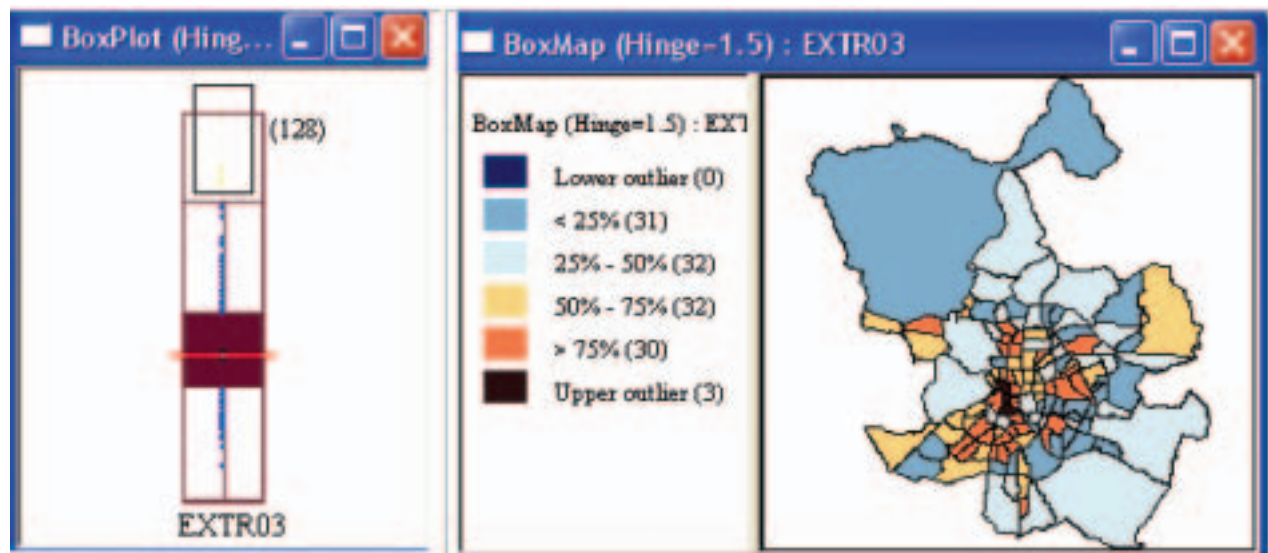 BoxPlot (Hing...
(128)
EXTR03
BoxMap (Hinge=1.5) : EXTR03
BoxMap (Hinge=1.5) : EXT
Lower outlier (0)
< 25% (31)
25% - 50% (32)
50% - 75% (32)
> 75% (30)
Upper outlier (3)